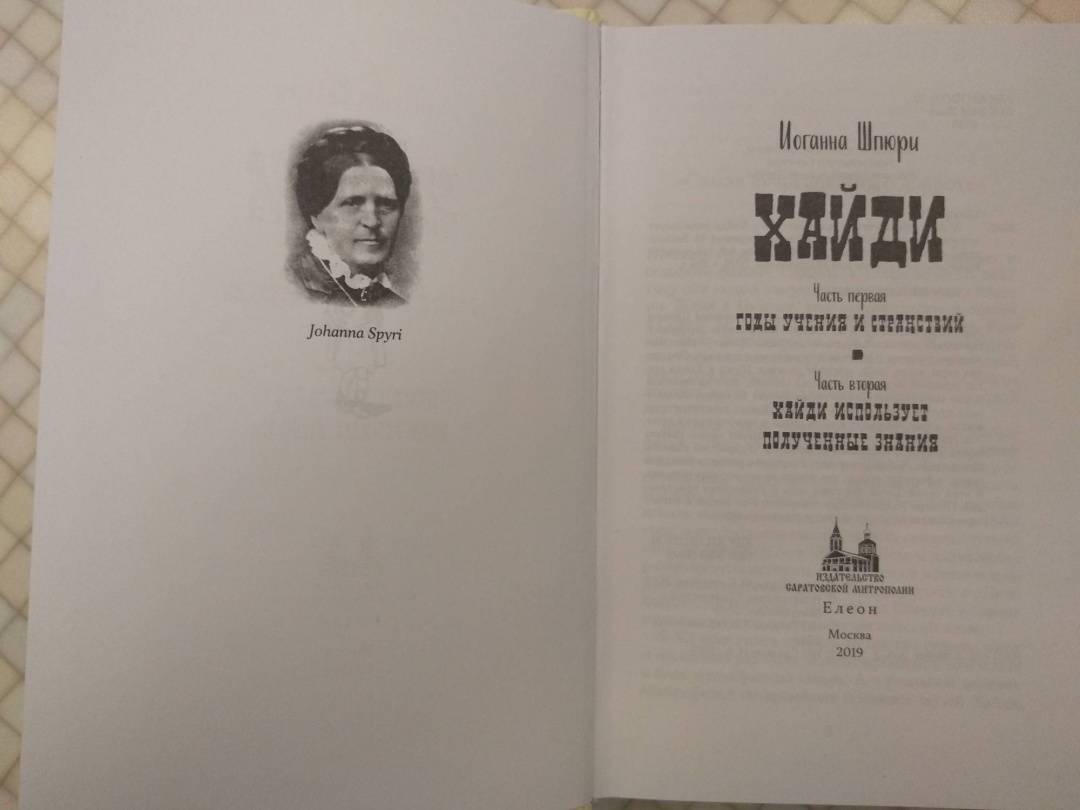 Johanna Spyri
Иоганна Шпюри
ХАЙДИ
Часть первая
ГОДЫ УЧЕНИЯ И СТРАНСТВИЙ
Часть вторая
ХАЙДИ ИСПОЛЬЗУЕТ
ПОЛУЧЕННЫЕ ЗНАНИЯ
ИЗДАТЕЛЬСТВО
САРАТОВСКОЙ МИТРОПОЛИИ
Елеон
Москва
2019